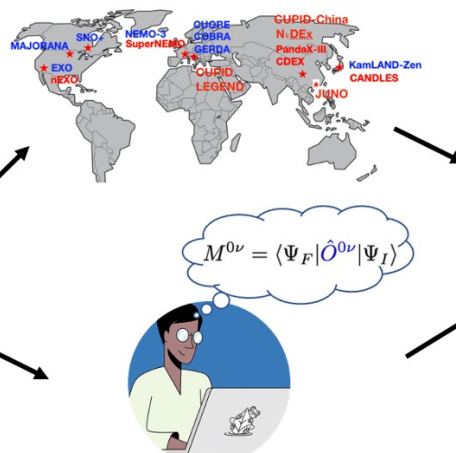 CUORE
COBRA
GERDA
CUPID-China
NνDEx
PandaX-III
CDEX
NEMO-3
SuperNEMO
SNO+
MAJORANA
EXO
nEXO
CUPID
LEGEND
KamLAND-Zen
CANDLES
JUNO
M^{0ν} = ⟨Ψ_F|Ô^{0ν}|Ψ_I⟩